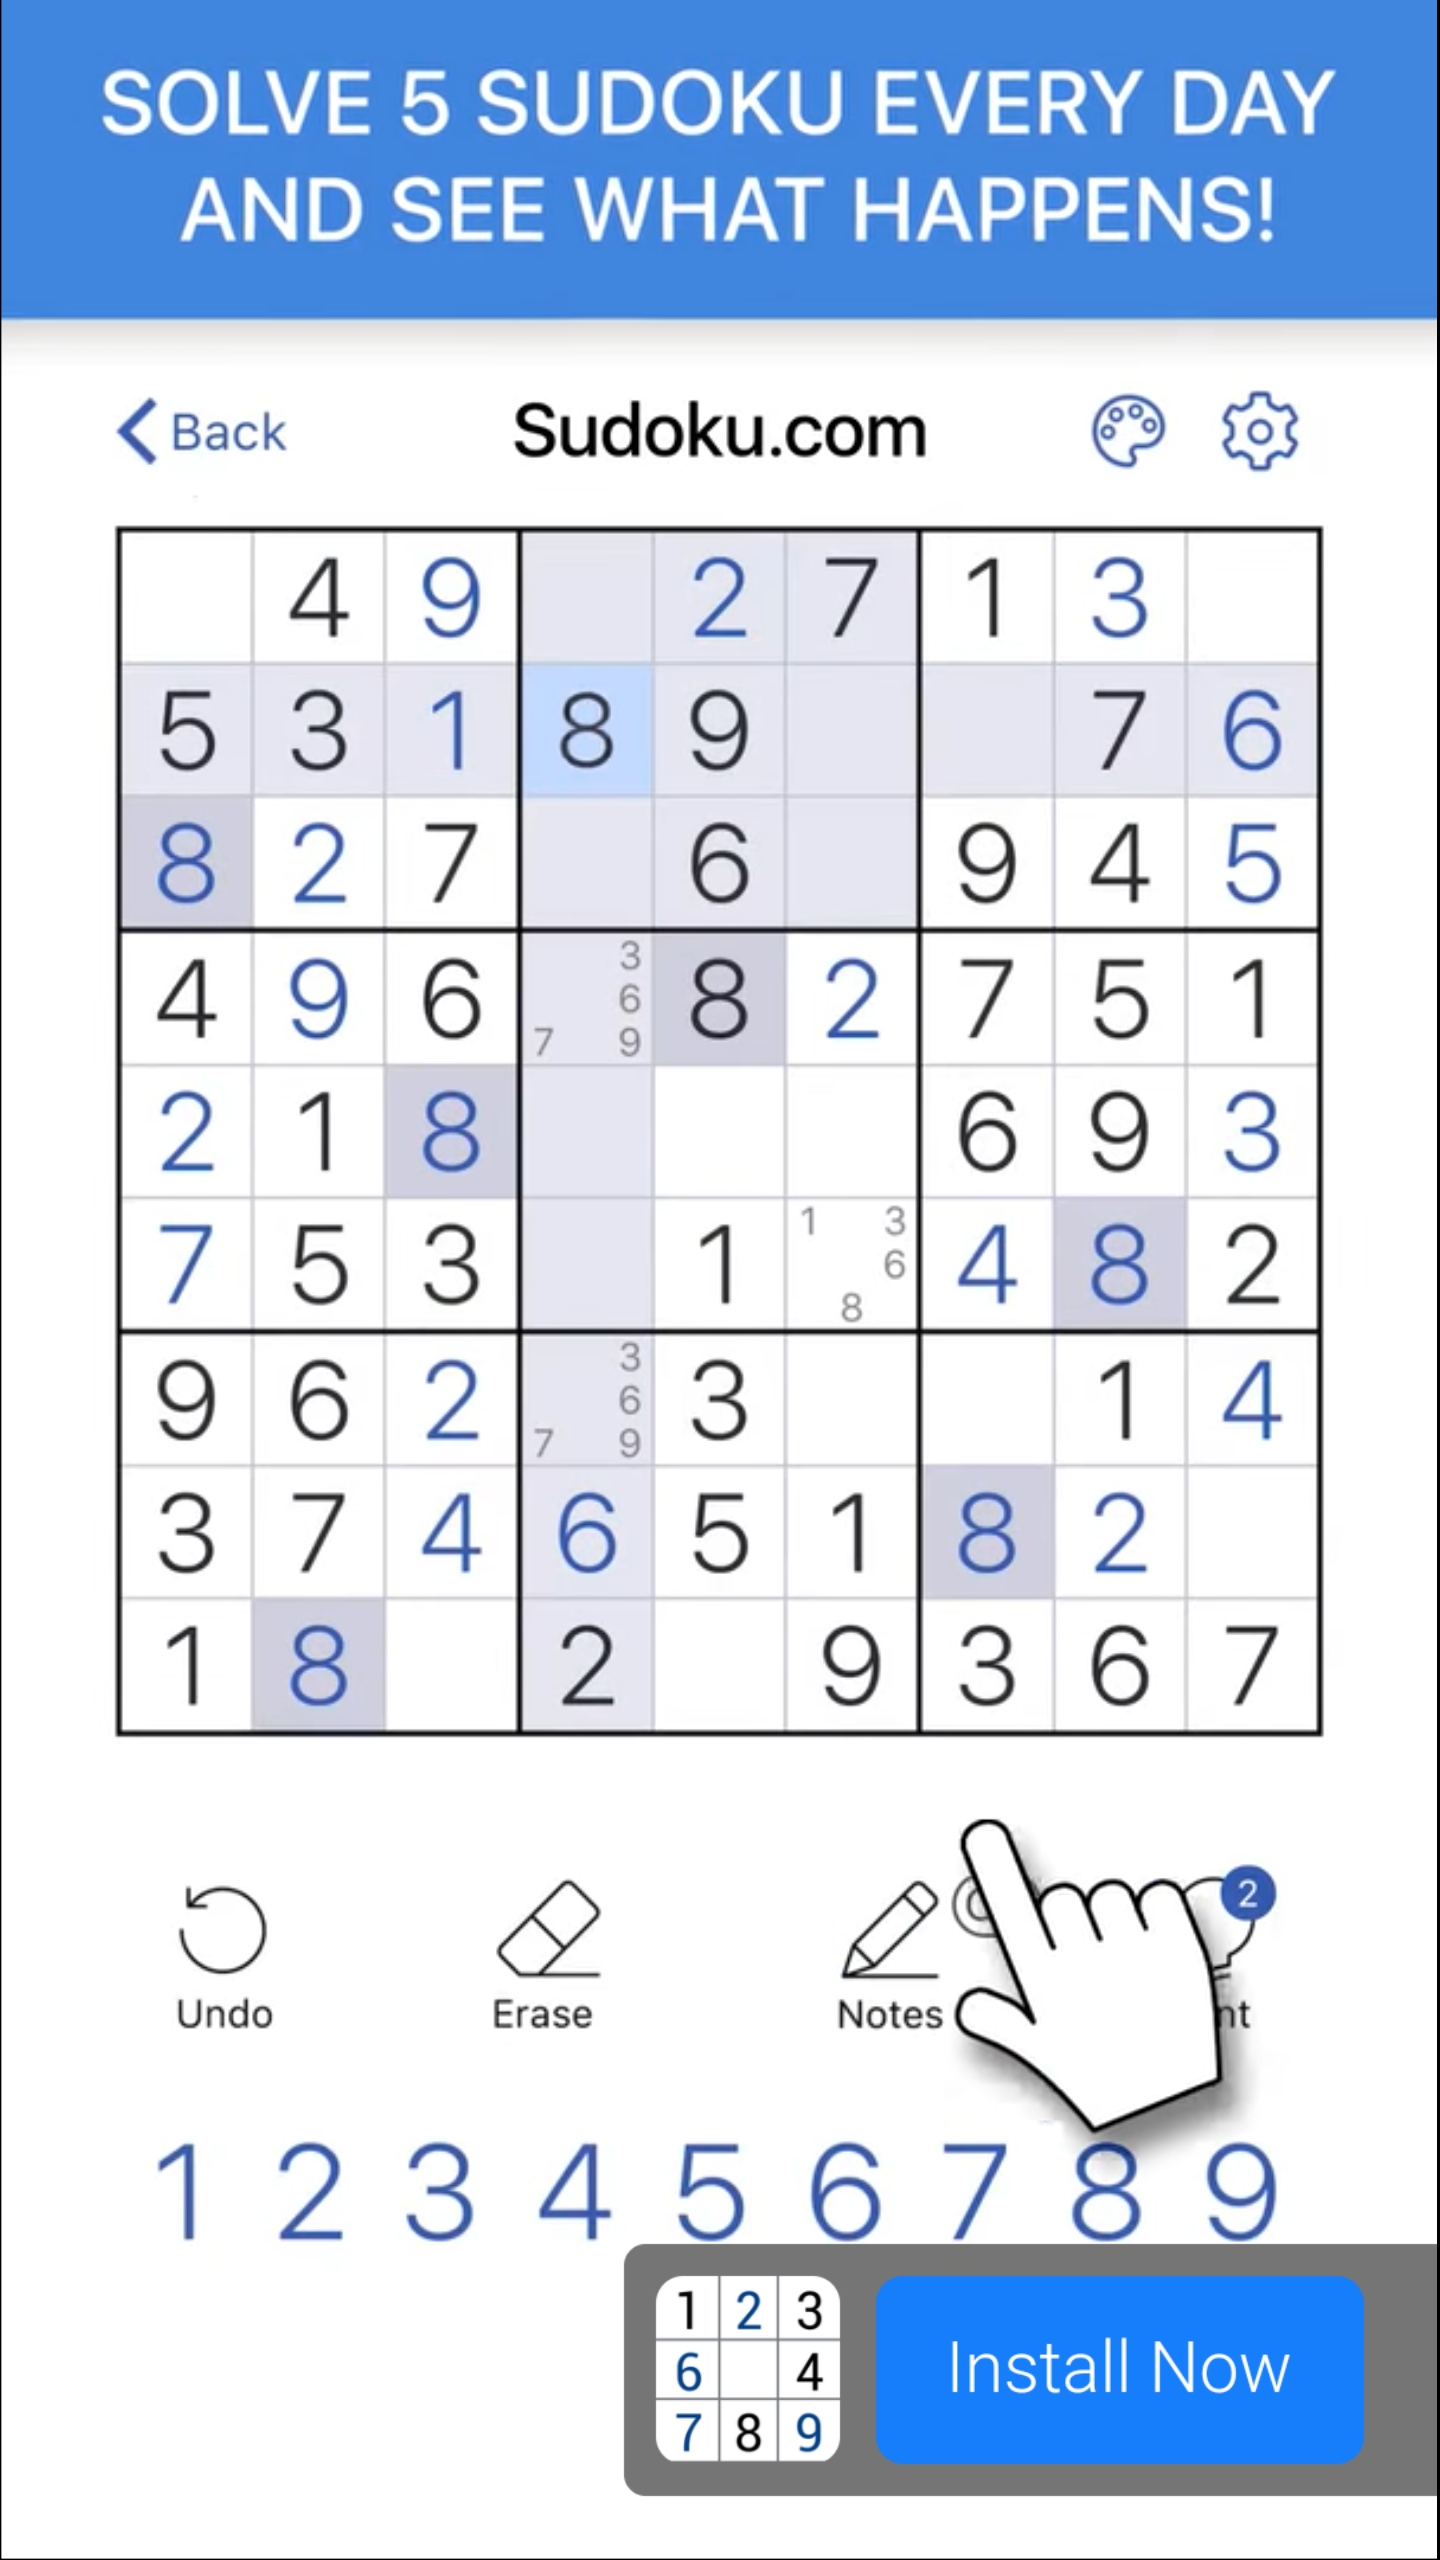 SOLVE 5 SUDOKU EVERY DAY
AND SEE WHAT HAPPENS!
Back
Sudoku.com
4 9 2 7 1 3
5 3 1 8 9 7 6
8 2 7 6 9 4 5
3
6
7 9
4 9 6 8 2 7 5 1
2 1 8 6 9 3
1 3
6
8
7 5 3 1 4 8 2
3
6
7 9
9 6 2 3 1 4
3 7 4 6 5 1 8 2
1 8 2 9 3 6 7
2
Undo
Erase
Notes
nt
1 2 3 4 5 6 7 8 9
1 2 3
6 4
7 8 9
Install Now